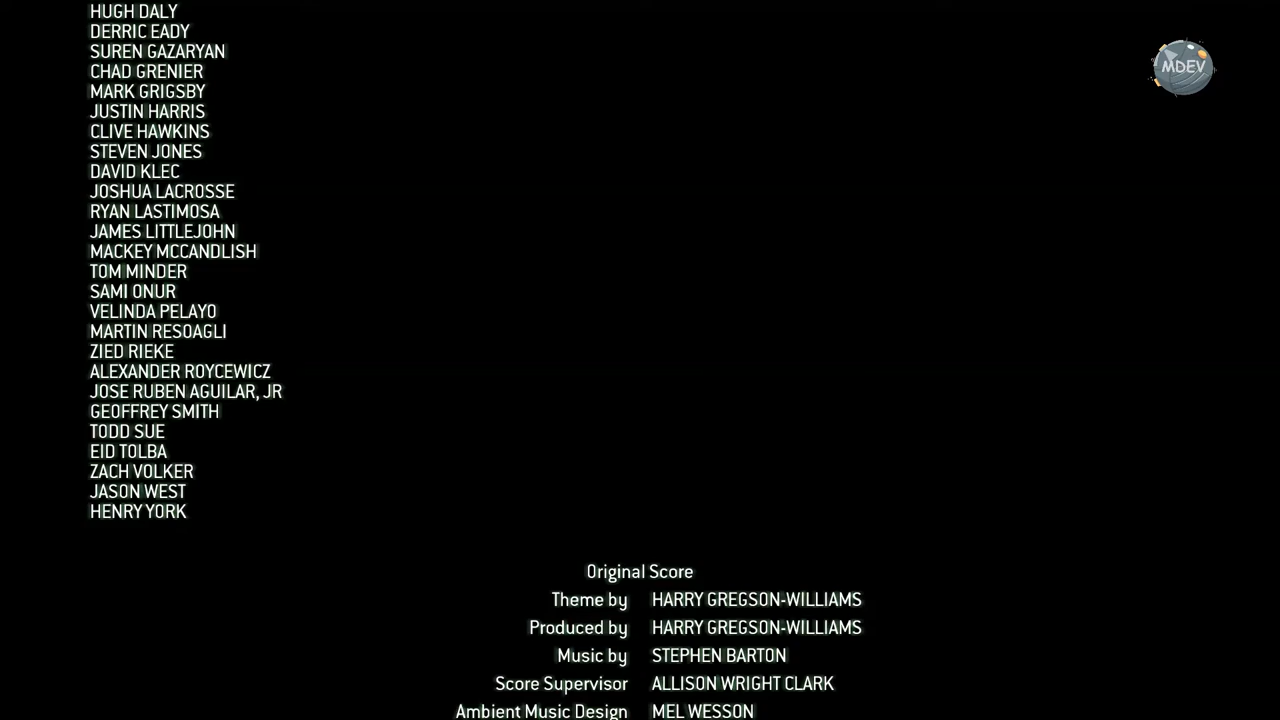 HUGH DALY
DERRIC EADY
SUREN GAZARYAN
CHAD GRENIER
MARK GRIGSBY
JUSTIN HARRIS
CLIVE HAWKINS
STEVEN JONES
DAVID KLEC
JOSHUA LACROSSE
RYAN LASTIMOSA
JAMES LITTLEJOHN
MACKEY MCCANDLISH
TOM MINDER
SAMI ONUR
VELINDA PELAYO
MARTIN RESOAGLI
ZIED RIEKE
ALEXANDER ROYCEWICZ
JOSE RUBEN AGUILAR, JR
GEOFFREY SMITH
TODD SUE
EID TOLBA
ZACH VOLKER
JASON WEST
HENRY YORK
MDEV
Original Score
Theme by HARRY GREGSON-WILLIAMS
Produced by HARRY GREGSON-WILLIAMS
Music by STEPHEN BARTON
Score Supervisor ALLISON WRIGHT CLARK
Ambient Music Design MEL WESSON